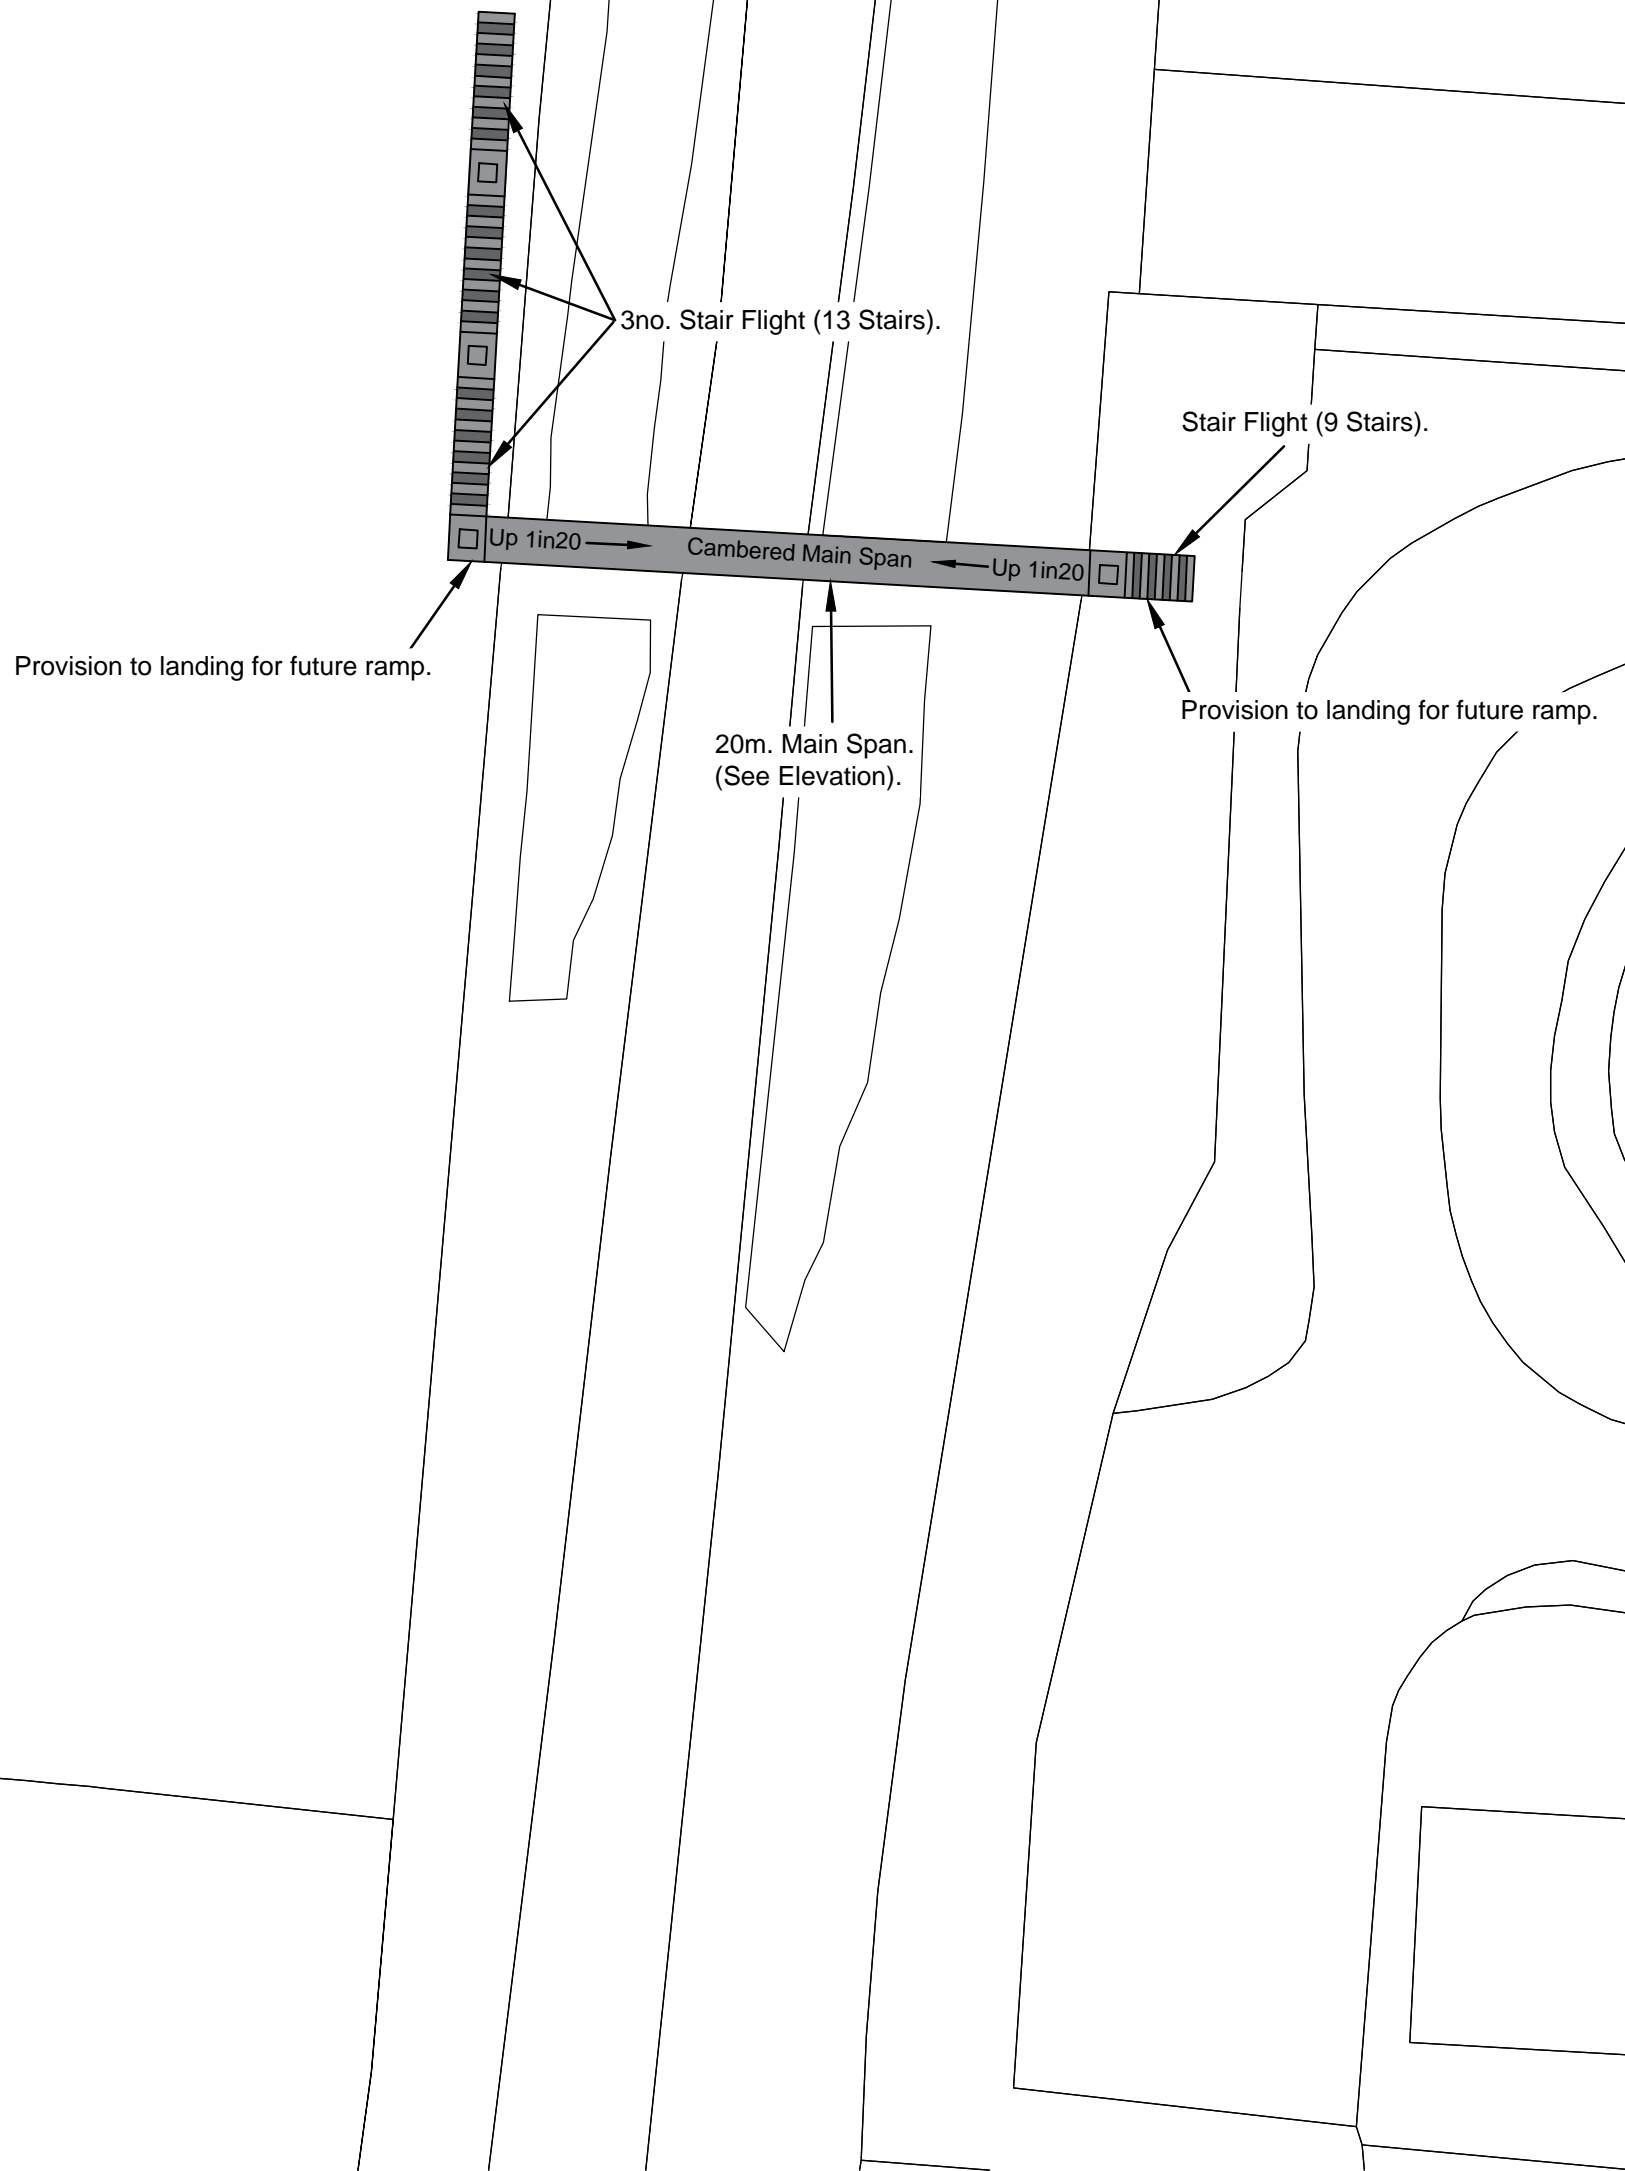 3no. Stair Flight (13 Stairs).
Stair Flight (9 Stairs).
Up 1in20
Cambered Main Span
Up 1in20
Provision to landing for future ramp.
Provision to landing for future ramp.
20m. Main Span.
(See Elevation).